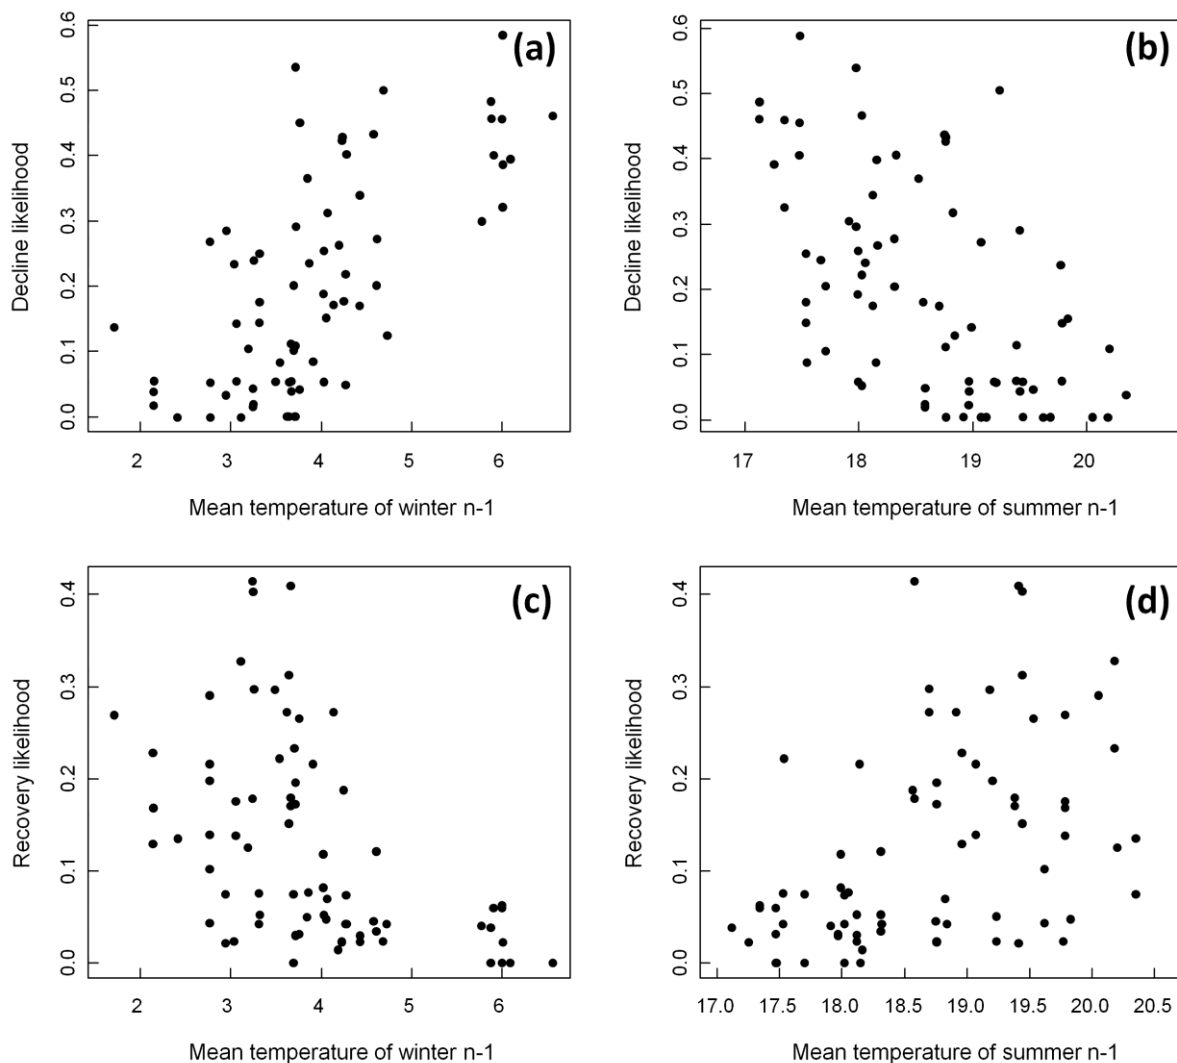 (a)
Decline likelihood
0.0 0.1 0.2 0.3 0.4 0.5 0.6
2 3 4 5 6
Mean temperature of winter n-1
(b)
Decline likelihood
0.0 0.1 0.2 0.3 0.4 0.5 0.6
17 18 19 20
Mean temperature of summer n-1
(c)
Recovery likelihood
0.0 0.1 0.2 0.3 0.4
2 3 4 5 6
Mean temperature of winter n-1
(d)
Recovery likelihood
0.0 0.1 0.2 0.3 0.4
17.0 17.5 18.0 18.5 19.0 19.5 20.0 20.5
Mean temperature of summer n-1